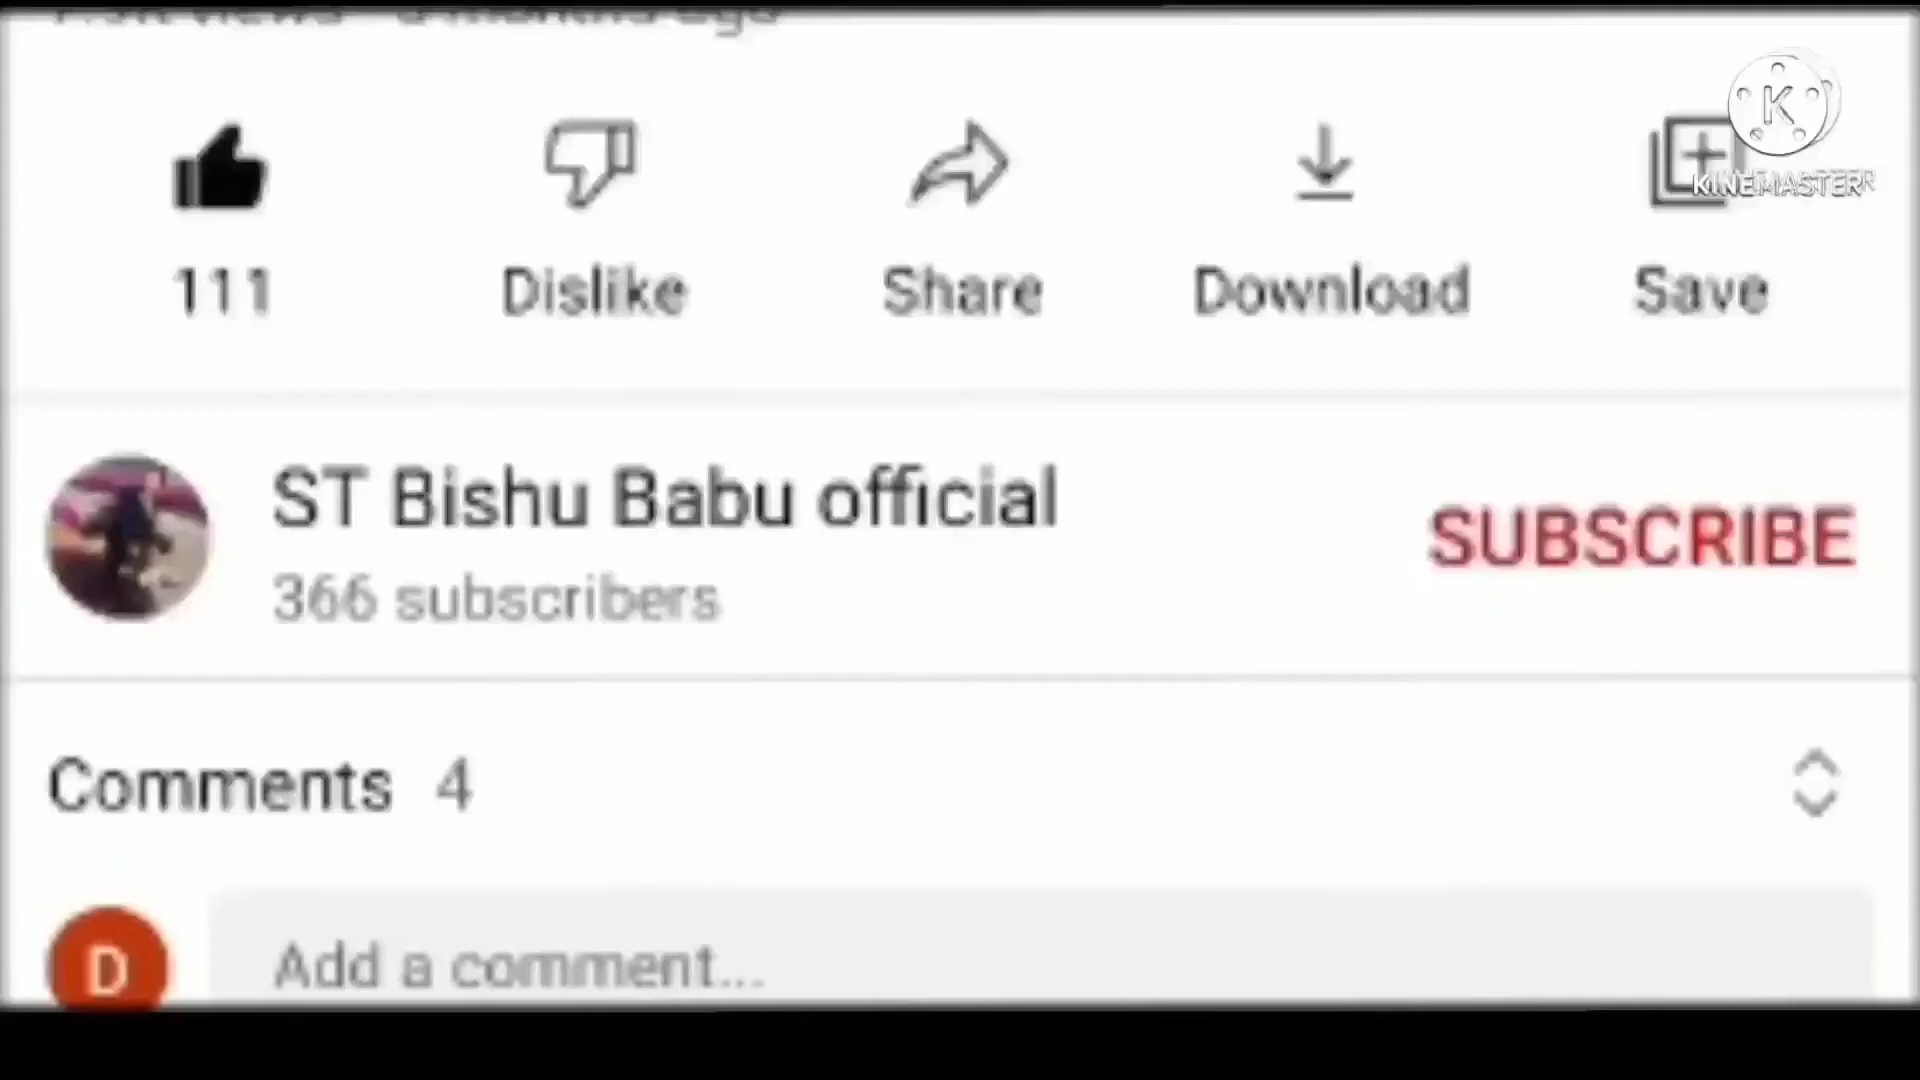 111
Dislike
Share
Download
Save
K
KINEMASTER
ST Bishu Babu official
366 subscribers
SUBSCRIBE
Comments 4
D
Add a comment...